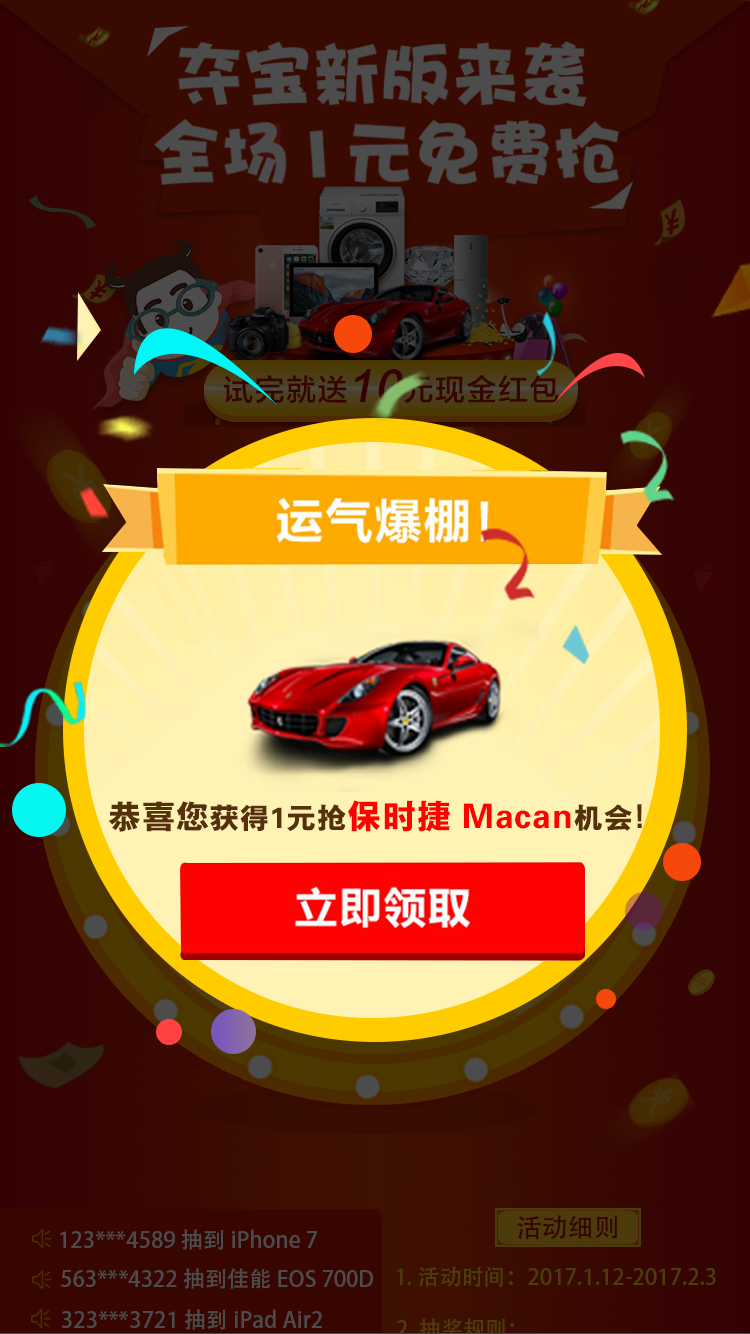 夺宝新版来袭
全场1元免费抢
试完就送10元现金红包
运气爆棚!
恭喜您获得1元抢保时捷 Macan机会!
立即领取
123***4589 抽到 iPhone 7
563***4322 抽到佳能 EOS 700D
323***3721 抽到 iPad Air2
活动细则
1. 活动时间：2017.1.12-2017.2.3
2. 抽奖规则：